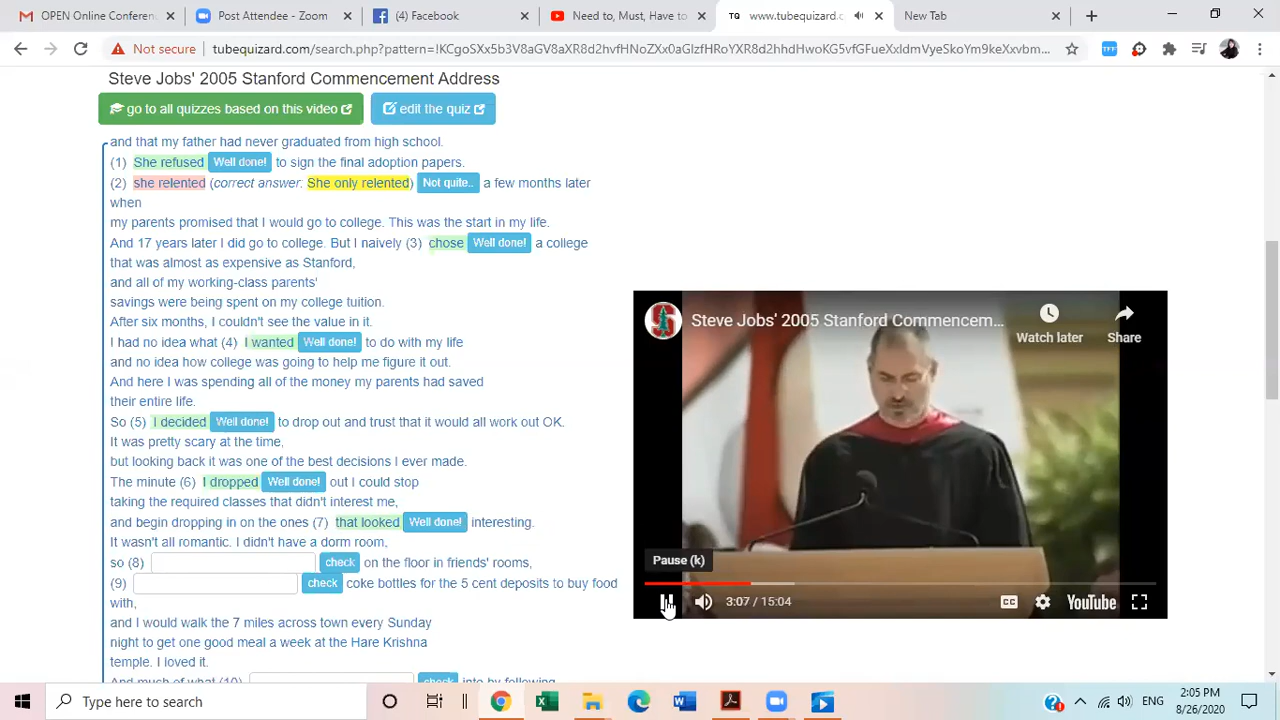 OPEN Online Conferen
Post Attendee - Zoom
(4) Facebook
Need to, Must, Have to
TQ www.tubequizard.co
New Tab
Not secure tubequizard.com/search.php?pattern=!KCgoSXx5b3V8aGV8aXR8d2hvfHNoZXx0aGlzfHRoYXR8d2hhdHwoKG5vfGFueXxldmVyeSkoYm9keXxvbm...
Steve Jobs' 2005 Stanford Commencement Address
go to all quizzes based on this video
edit the quiz
and that my father had never graduated from high school.
(1) She refused Well done! to sign the final adoption papers.
(2) she relented (correct answer: She only relented) Not quite.. a few months later
when
my parents promised that I would go to college. This was the start in my life.
And 17 years later I did go to college. But I naively (3) chose Well done! a college
that was almost as expensive as Stanford,
and all of my working-class parents'
savings were being spent on my college tuition.
After six months, I couldn't see the value in it.
I had no idea what (4) I wanted Well done! to do with my life
and no idea how college was going to help me figure it out.
And here I was spending all of the money my parents had saved
their entire life.
So (5) I decided Well done! to drop out and trust that it would all work out OK.
It was pretty scary at the time,
but looking back it was one of the best decisions I ever made.
The minute (6) I dropped Well done! out I could stop
taking the required classes that didn't interest me,
and begin dropping in on the ones (7) that looked Well done! interesting.
It wasn't all romantic. I didn't have a dorm room,
so (8) check on the floor in friends' rooms,
(9) check coke bottles for the 5 cent deposits to buy food
with,
and I would walk the 7 miles across town every Sunday
night to get one good meal a week at the Hare Krishna
temple. I loved it.
And much of what (10) check into by following
Steve Jobs' 2005 Stanford Commencem...
Watch later
Share
Pause (k)
3:07 / 15:04
CC
YouTube
Type here to search
ENG
2:05 PM
8/26/2020